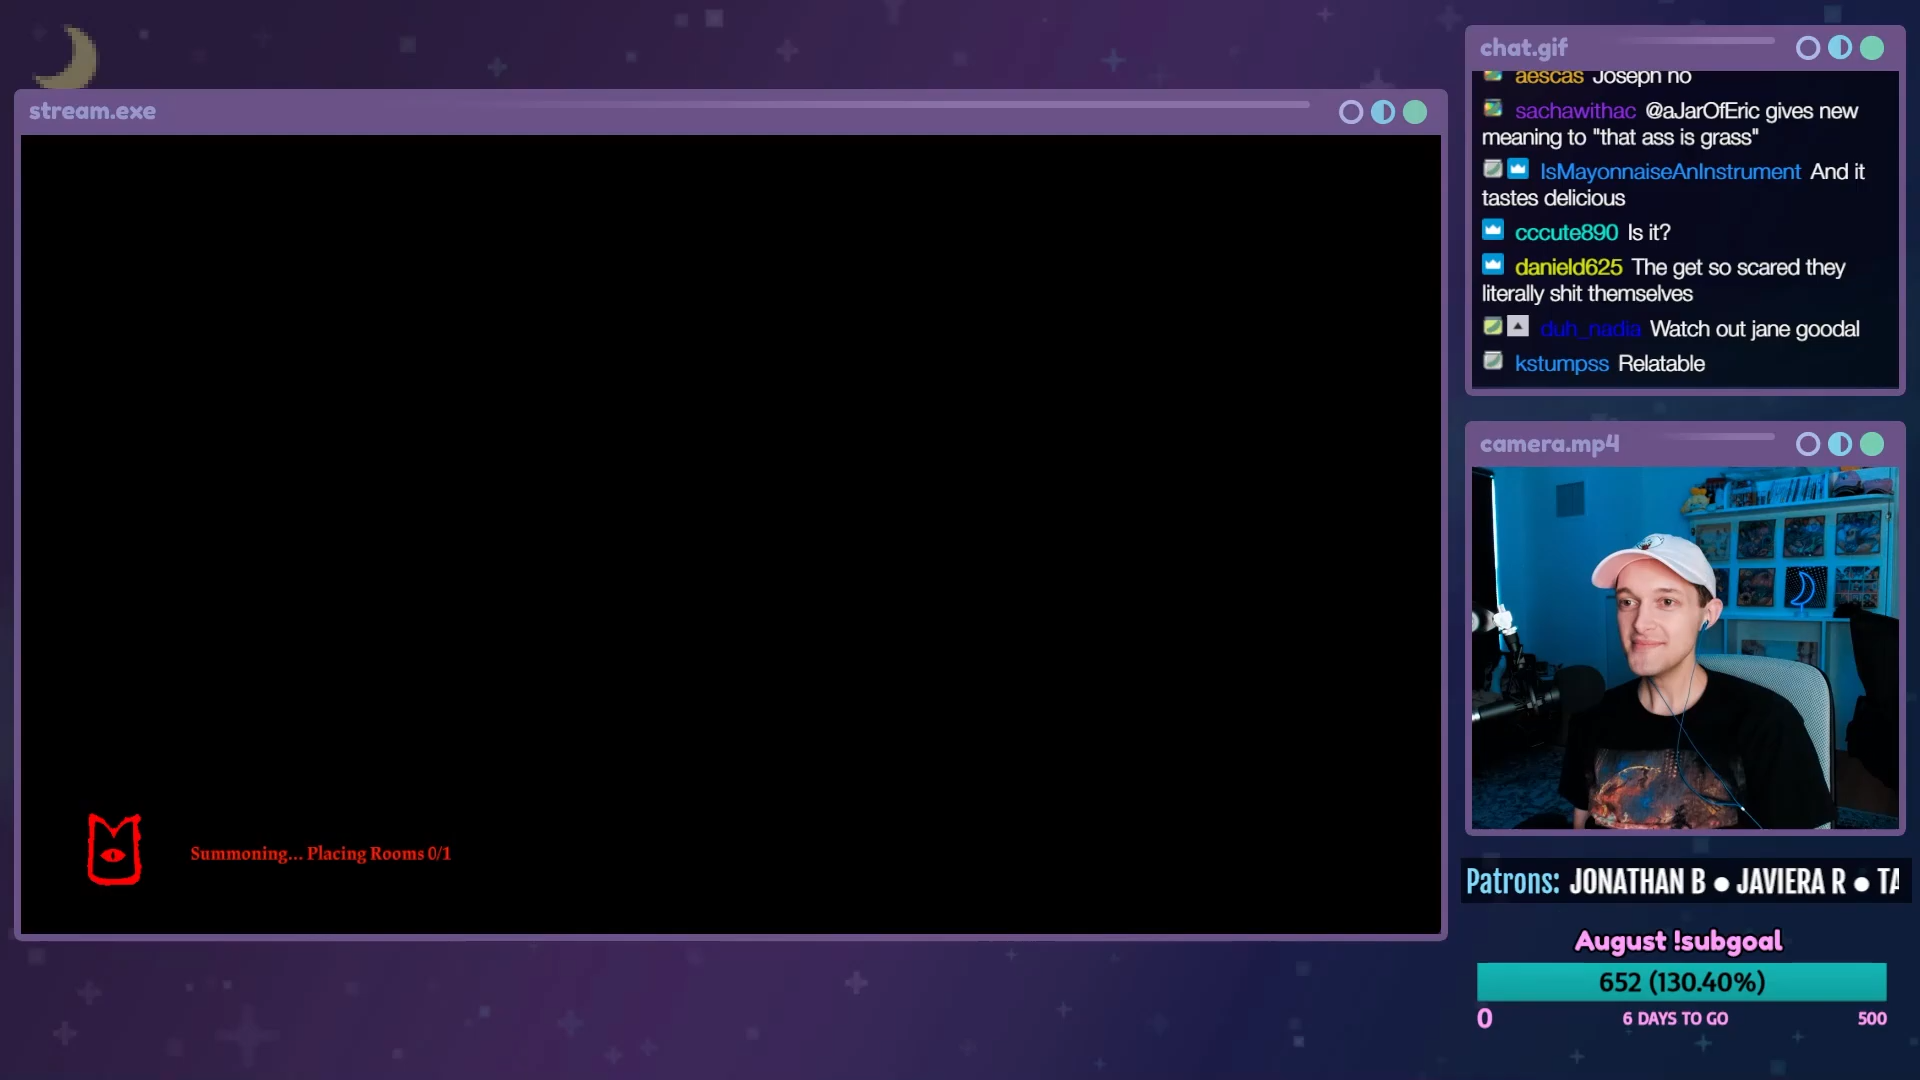 stream.exe
Summoning... Placing Rooms 0/1
chat.gif
aescas Joseph no
sachawithac @aJarOfEric gives new
meaning to "that ass is grass"
IsMayonnaiseAnInstrument And it
tastes delicious
cccute890 Is it?
danield625 The get so scared they
literally shit themselves
duh_nadia Watch out jane goodal
kstumpss Relatable
camera.mp4
Patrons: JONATHAN B ● JAVIERA R ● TA
August !subgoal
652 (130.40%)
0 6 DAYS TO GO 500